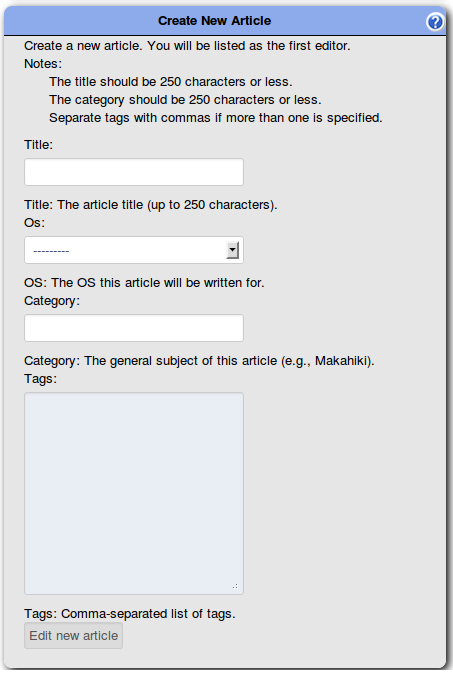 Create New Article
?
Create a new article. You will be listed as the first editor.
Notes:
The title should be 250 characters or less.
The category should be 250 characters or less.
Separate tags with commas if more than one is specified.
Title:
Title: The article title (up to 250 characters).
Os:
---------
OS: The OS this article will be written for.
Category:
Category: The general subject of this article (e.g., Makahiki).
Tags:
Tags: Comma-separated list of tags.
Edit new article